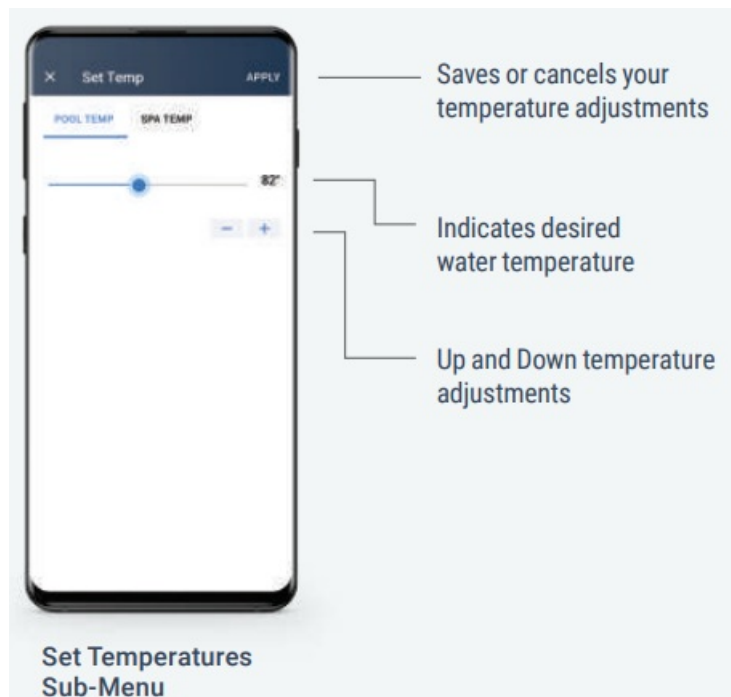 × Set Temp APPLY
POOL TEMP SPA TEMP
82°
− +
Saves or cancels your
temperature adjustments
Indicates desired
water temperature
Up and Down temperature
adjustments
Set Temperatures
Sub-Menu